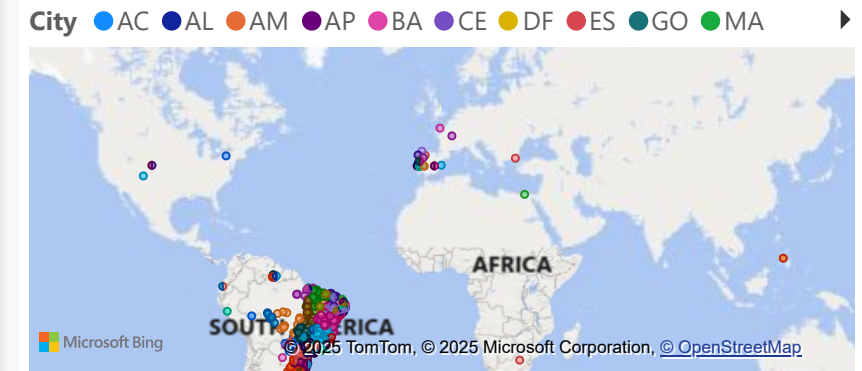 City AC AL AM AP BA CE DF ES GO MA
AFRICA
SOUTH AMERICA
Microsoft Bing
© 2025 TomTom, © 2025 Microsoft Corporation, © OpenStreetMap